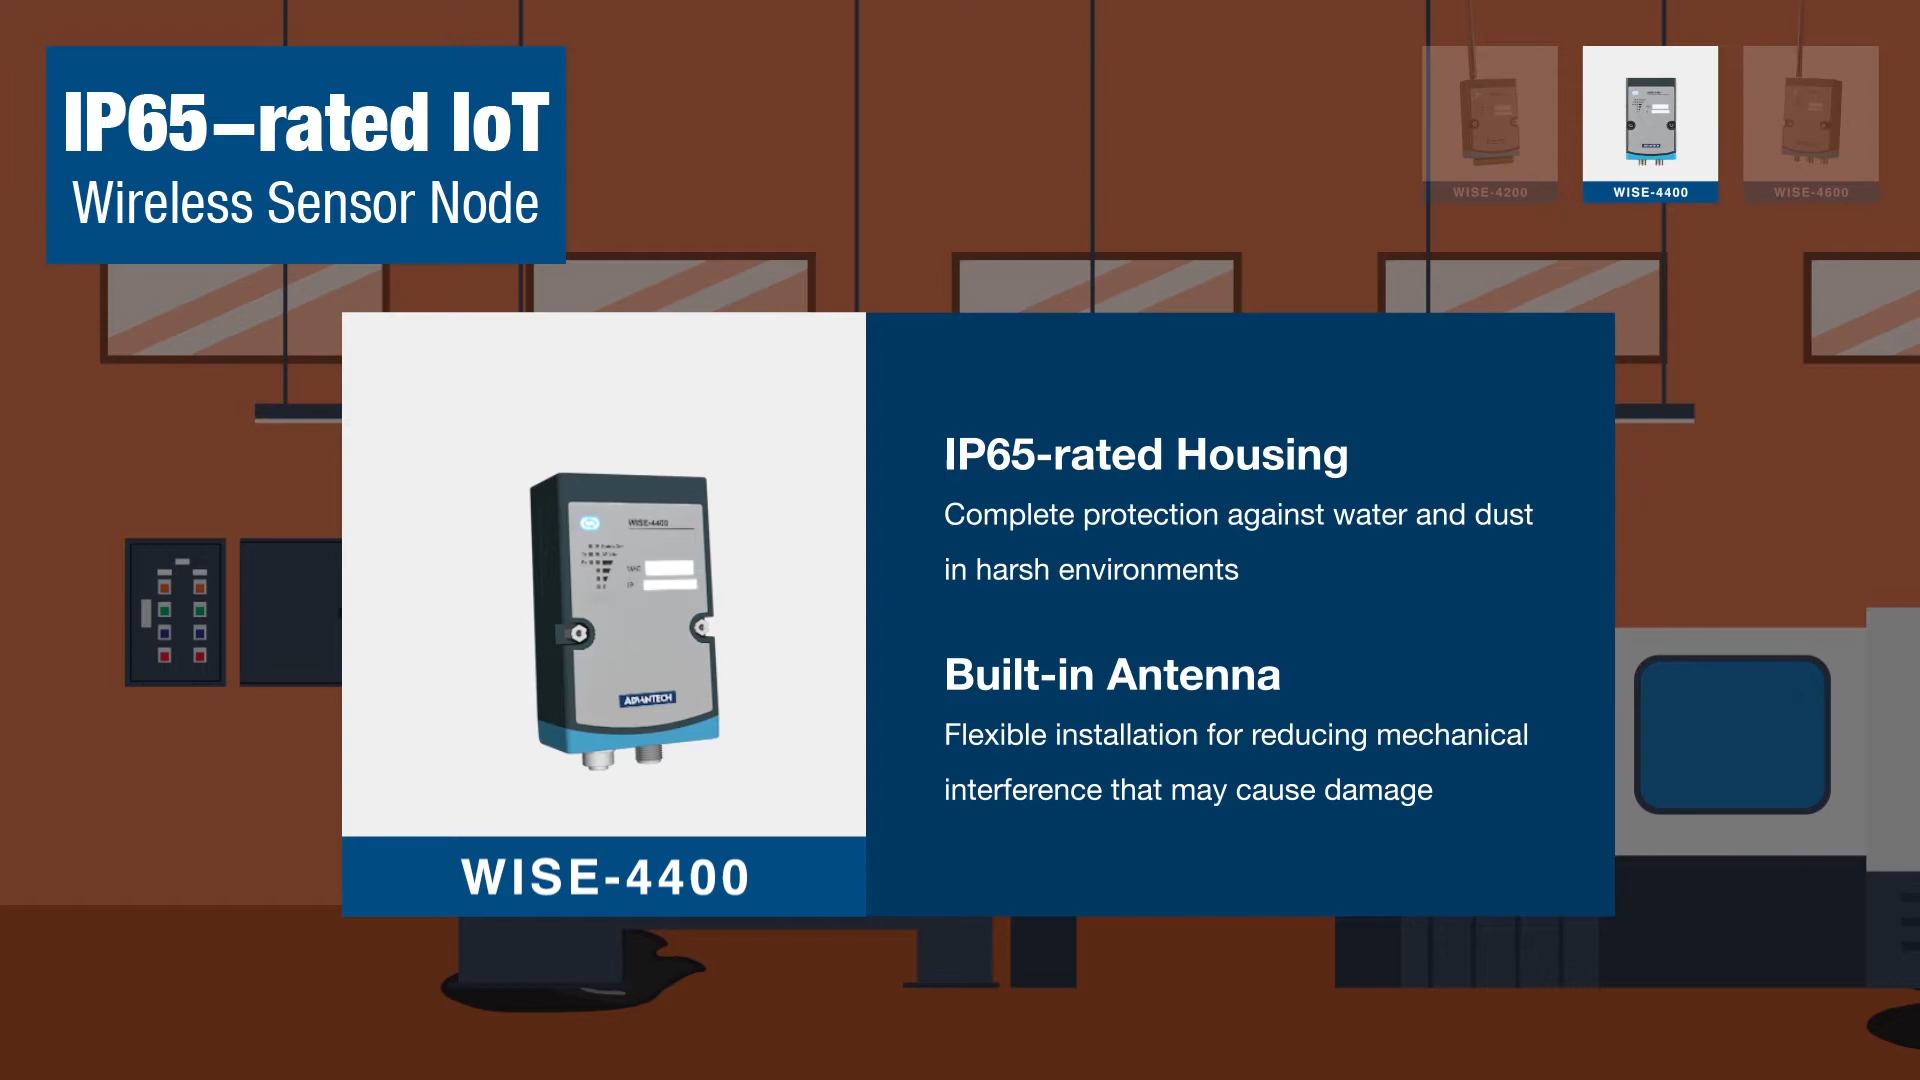 IP65–rated IoT
Wireless Sensor Node
WISE-4200
WISE-4400
WISE-4600
WISE-4400
ADVANTECH
WISE-4400
IP65-rated Housing
Complete protection against water and dust
in harsh environments
Built-in Antenna
Flexible installation for reducing mechanical
interference that may cause damage